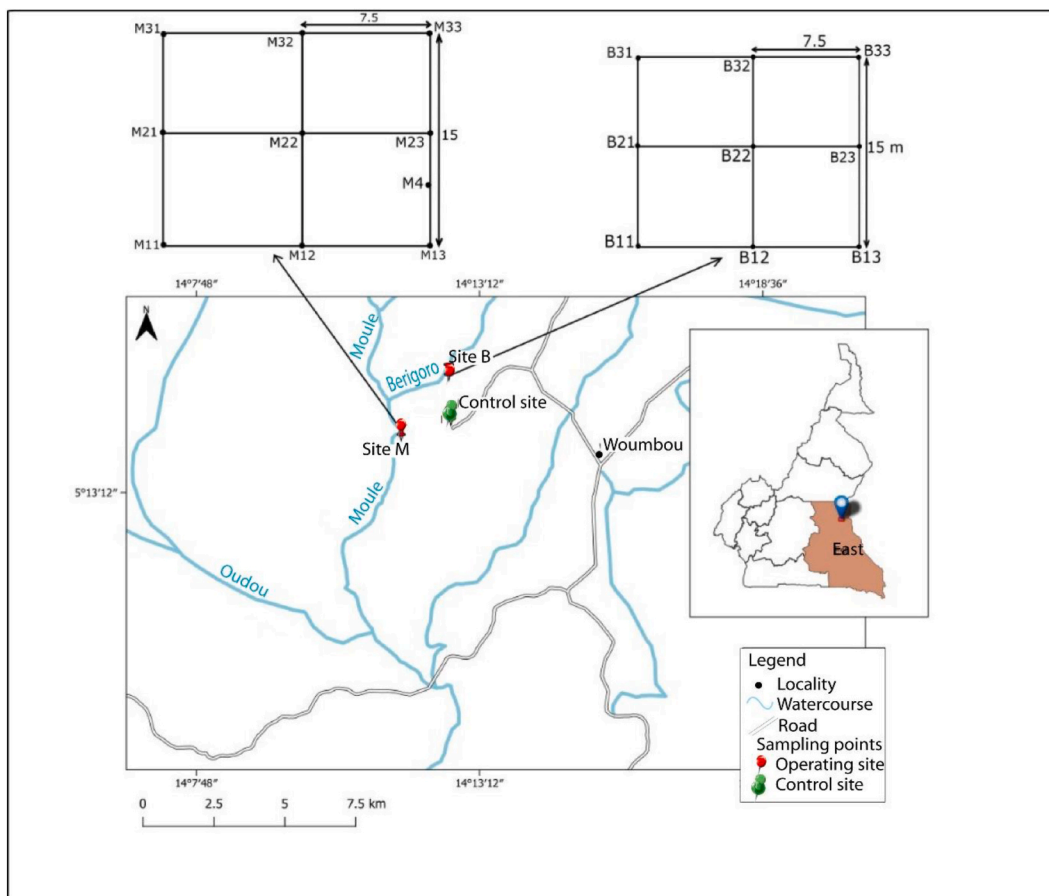 7.5
M31
M32
M33
M21
M22
M23
15
M4
M11
M12
M13
7.5
B31
B32
B33
B21
B22
B23
15 m
B11
B12
B13
14°7'48"
14°13'12"
14°18'36"
N
Moule
Site B
Berigoro
Control site
Site M
Woumbou
5°13'12"
5°13'12"
Moule
Oudou
East
14°7'48"
14°13'12"
0
2.5
5
7.5 km
Legend
Locality
Watercourse
Road
Sampling points
Operating site
Control site